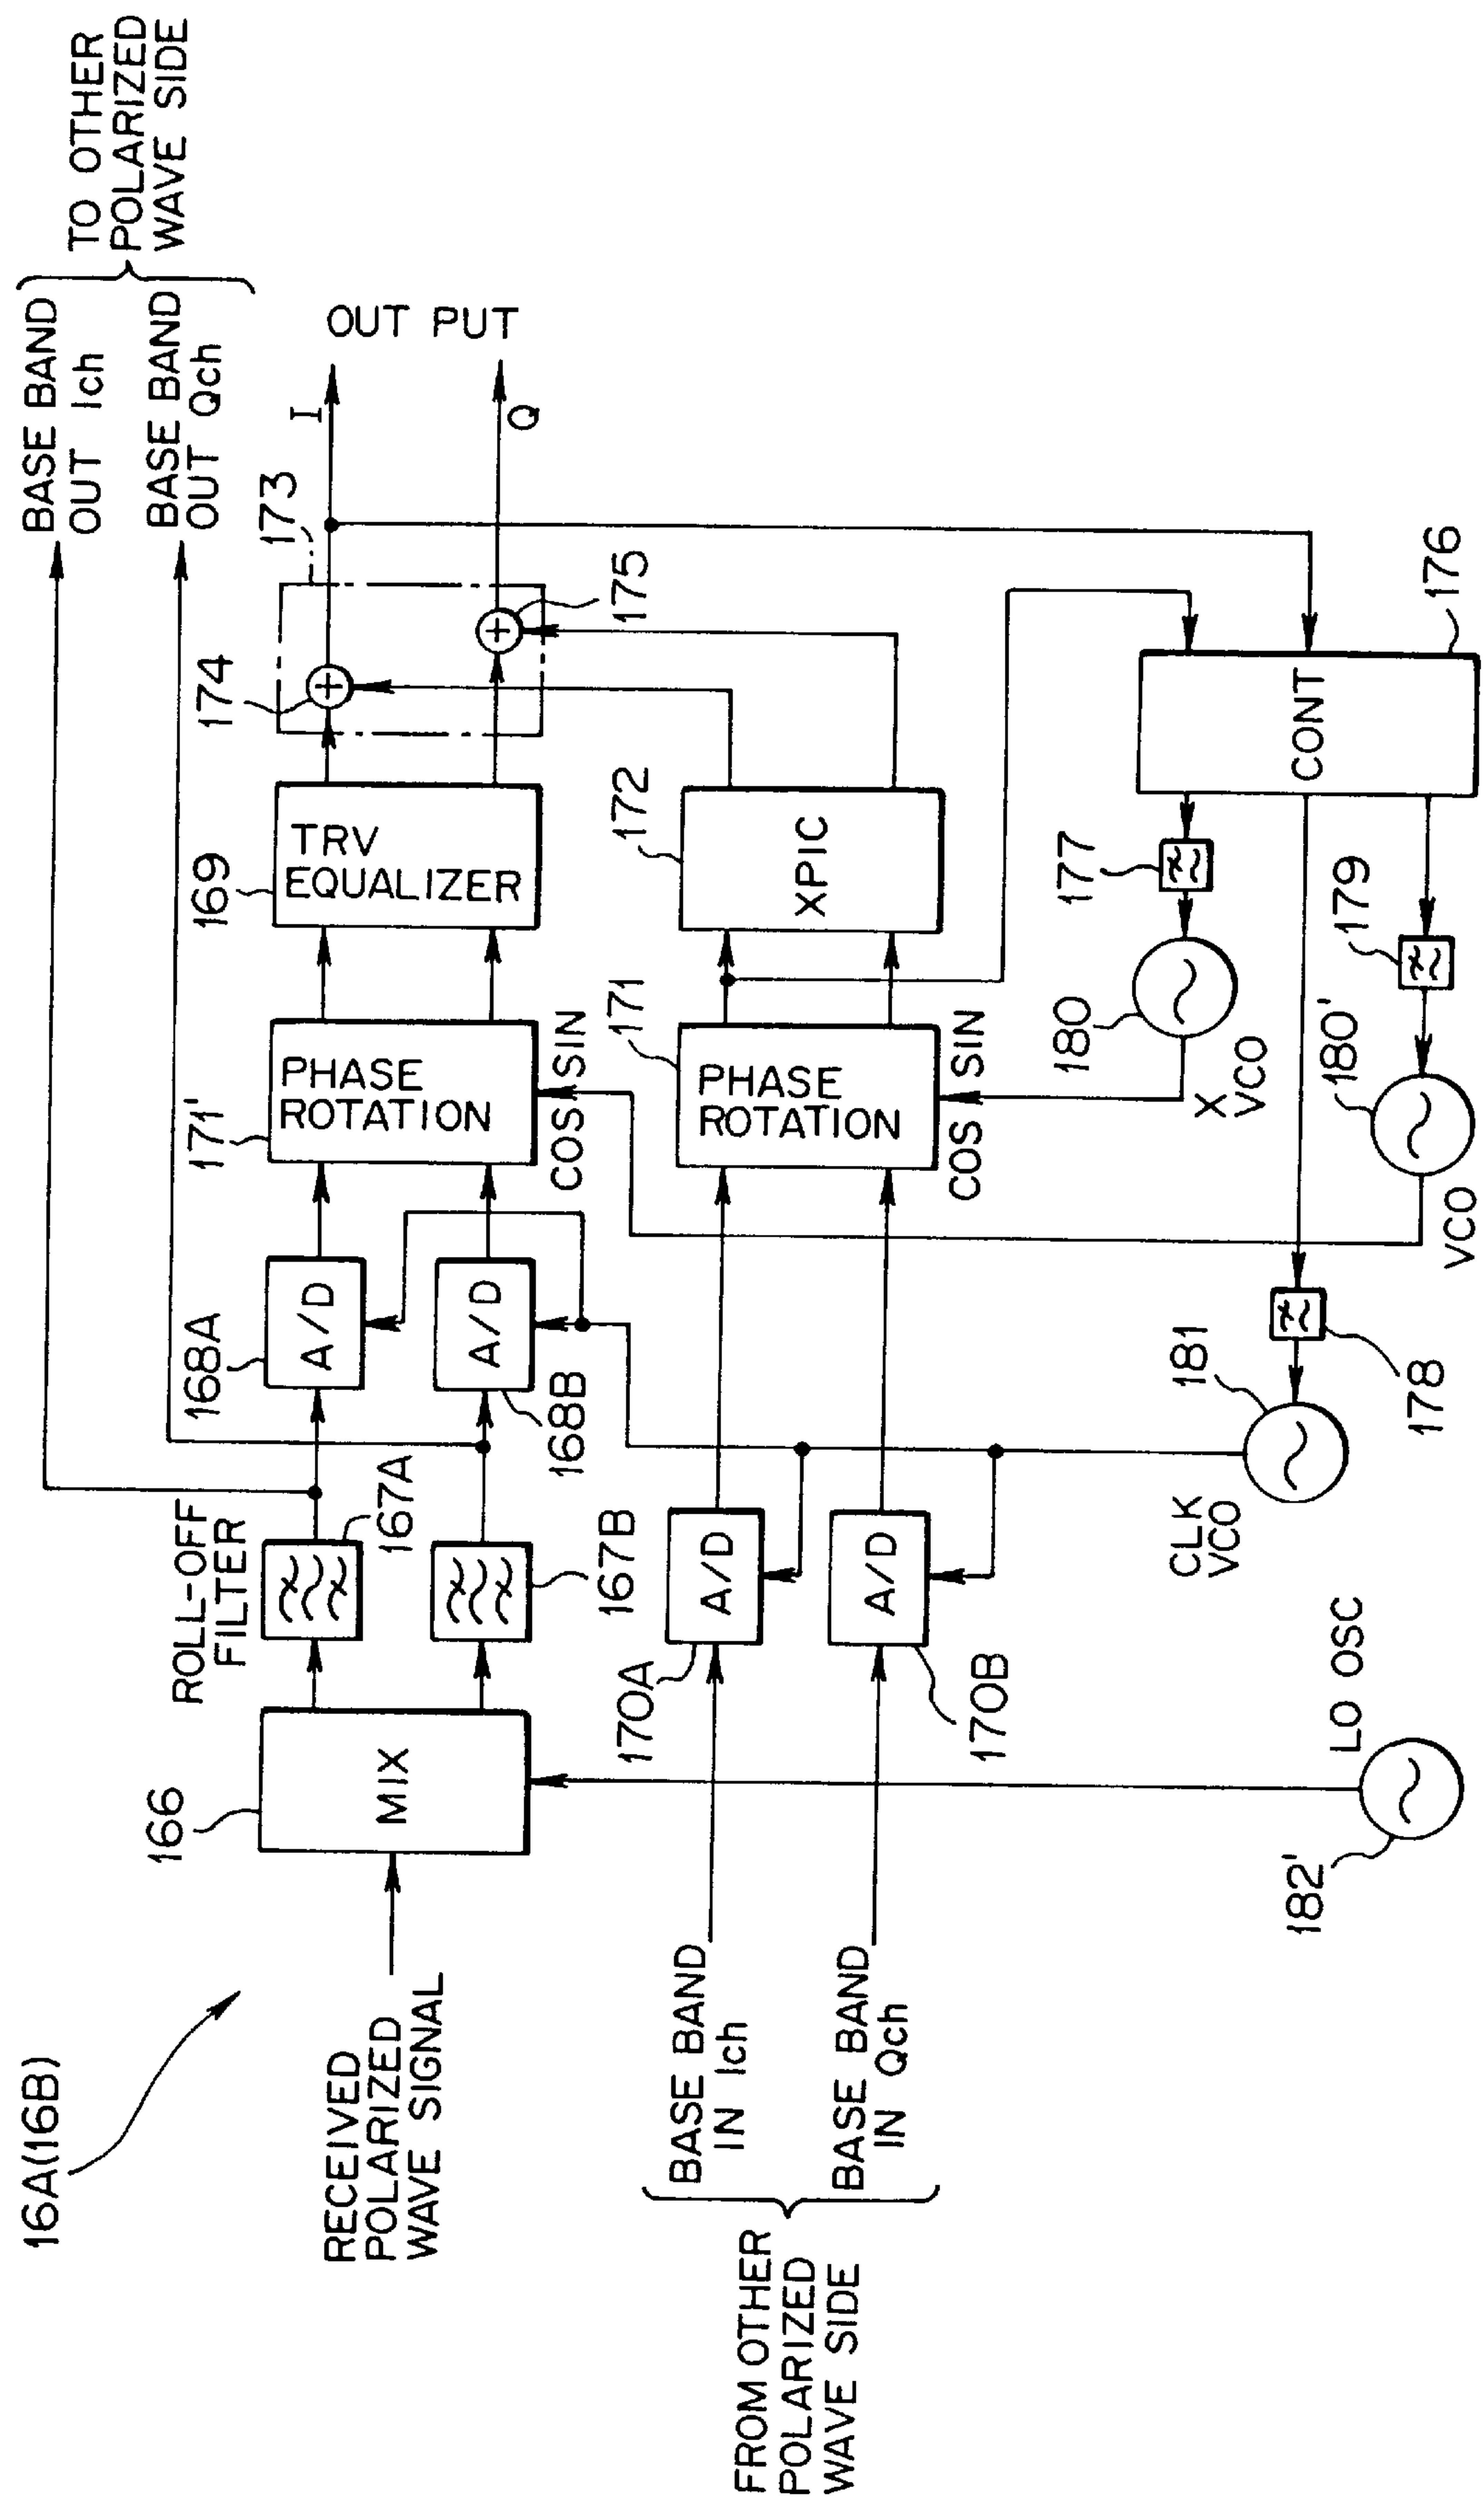 16A(16B)
BASE BAND
OUT Ich
BASE BAND
OUT Qch
TO OTHER
POLARIZED
WAVE SIDE
RECEIVED
POLARIZED
WAVE SIGNAL
166
MIX
ROLL-OFF
FILTER
167A
167B
168A
A/D
168B
A/D
171'
PHASE
ROTATION
COS SIN
169
TRV
EQUALIZER
174
173
175
I
Q
OUT PUT
FROM OTHER
POLARIZED
WAVE SIDE
BASE BAND
IN Ich
BASE BAND
IN Qch
170A
A/D
170B
A/D
171
PHASE
ROTATION
COS SIN
172
XPIC
182'
LO OSC
CLK
VCO
181
178
180
X
VCO
177
180'
VCO
179
CONT
176